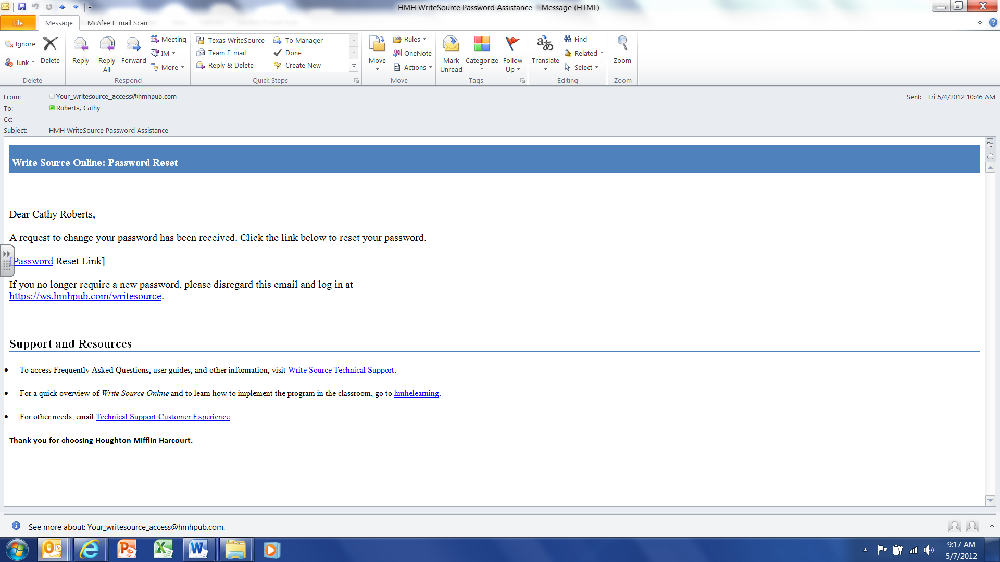 HMH WriteSource Password Assistance - Message (HTML)
File Message McAfee E-mail Scan
Ignore
Junk
Delete
Delete
Reply
Reply All
Forward
Meeting
IM
More
Respond
Texas WriteSource
Team E-mail
Reply & Delete
To Manager
Done
Create New
Quick Steps
Move
Rules
OneNote
Actions
Move
Mark Unread
Categorize
Follow Up
Tags
Translate
Find
Related
Select
Editing
Zoom
Zoom
From: Your_writesource_access@hmhpub.com
Sent: Fri 5/4/2012 10:46 AM
To: Roberts, Cathy
Cc:
Subject: HMH WriteSource Password Assistance
Write Source Online: Password Reset
Dear Cathy Roberts,
A request to change your password has been received. Click the link below to reset your password.
[Password Reset Link]
If you no longer require a new password, please disregard this email and log in at
https://ws.hmhpub.com/writesource.
Support and Resources
• To access Frequently Asked Questions, user guides, and other information, visit Write Source Technical Support.
• For a quick overview of Write Source Online and to learn how to implement the program in the classroom, go to hmhelearning.
• For other needs, email Technical Support Customer Experience.
Thank you for choosing Houghton Mifflin Harcourt.
See more about: Your_writesource_access@hmhpub.com.
9:17 AM
5/7/2012